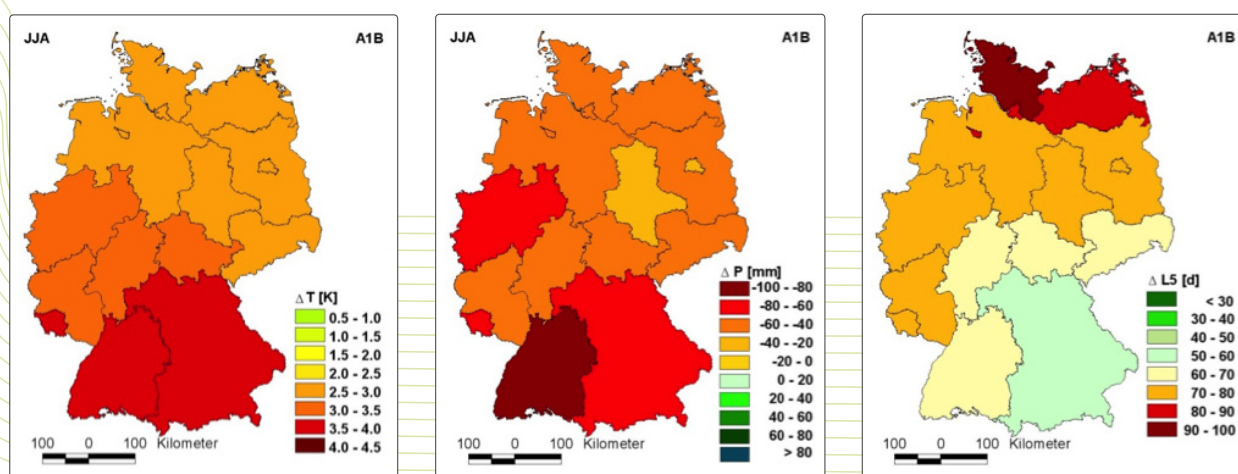 JJA A1B
Δ T [K]
0.5 - 1.0
1.0 - 1.5
1.5 - 2.0
2.0 - 2.5
2.5 - 3.0
3.0 - 3.5
3.5 - 4.0
4.0 - 4.5
100 0 100 Kilometer
JJA A1B
Δ P [mm]
-100 - -80
-80 - -60
-60 - -40
-40 - -20
-20 - 0
0 - 20
20 - 40
40 - 60
60 - 80
> 80
100 0 100 Kilometer
A1B
Δ L5 [d]
< 30
30 - 40
40 - 50
50 - 60
60 - 70
70 - 80
80 - 90
90 - 100
100 0 100 Kilometer